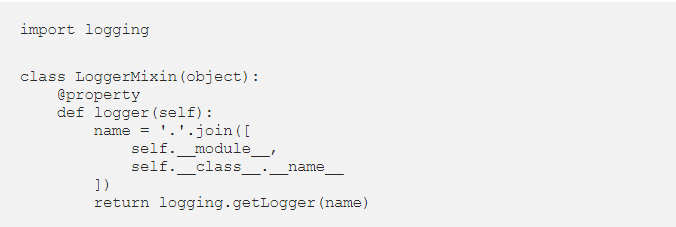 import logging
class LoggerMixin(object):
    @property
    def logger(self):
        name = '.'.join([
            self.__module__,
            self.__class__.__name__
        ])
        return logging.getLogger(name)